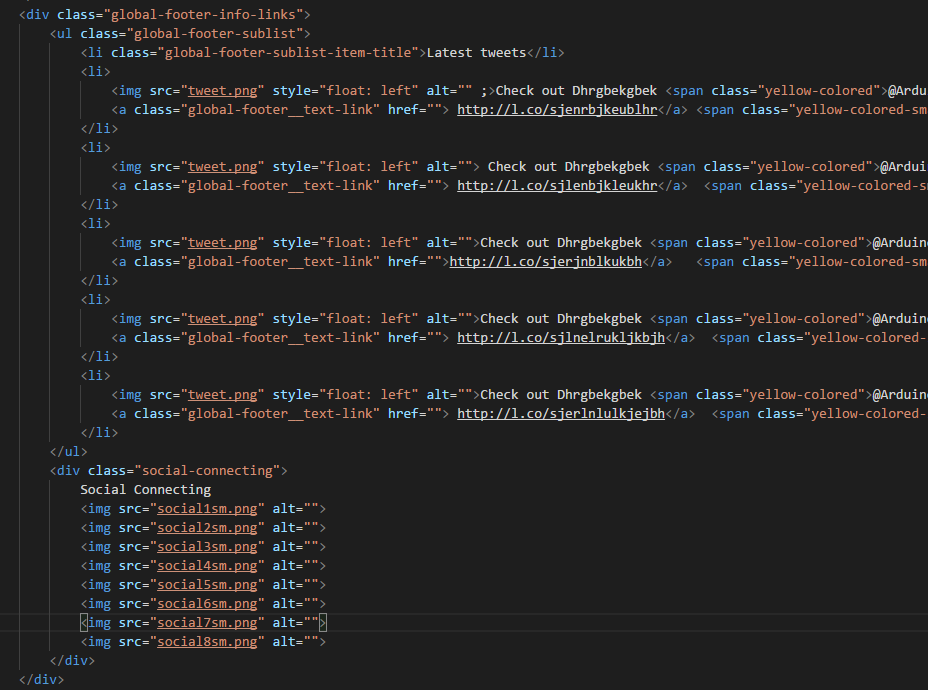 <div class="global-footer-info-links">
<ul class="global-footer-sublist">
<li class="global-footer-sublist-item-title">Latest tweets</li>
<li>
<img src="tweet.png" style="float: left" alt="" ;>Check out Dhrgbekgbek <span class="yellow-colored">@Ardu
<a class="global-footer__text-link" href=""> http://l.co/sjenrbjkeublhr</a> <span class="yellow-colored-sm
</li>
<li>
<img src="tweet.png" style="float: left" alt=""> Check out Dhrgbekgbek <span class="yellow-colored">@Ardui
<a class="global-footer__text-link" href=""> http://l.co/sjlenbjkleukhr</a>  <span class="yellow-colored-s
</li>
<li>
<img src="tweet.png" style="float: left" alt="">Check out Dhrgbekgbek <span class="yellow-colored">@Arduin
<a class="global-footer__text-link" href="">http://l.co/sjerjnblkukbh</a>   <span class="yellow-colored-sm
</li>
<li>
<img src="tweet.png" style="float: left" alt="">Check out Dhrgbekgbek <span class="yellow-colored">@Arduin
<a class="global-footer__text-link" href=""> http://l.co/sjlnelrukljkbjh</a>  <span class="yellow-colored-
</li>
<li>
<img src="tweet.png" style="float: left" alt="">Check out Dhrgbekgbek <span class="yellow-colored">@Arduin
<a class="global-footer__text-link" href=""> http://l.co/sjerlnlulkjejbh</a>  <span class="yellow-colored-
</li>
</ul>
<div class="social-connecting">
Social Connecting
<img src="social1sm.png" alt="">
<img src="social2sm.png" alt="">
<img src="social3sm.png" alt="">
<img src="social4sm.png" alt="">
<img src="social5sm.png" alt="">
<img src="social6sm.png" alt="">
<img src="social7sm.png" alt="">
<img src="social8sm.png" alt="">
</div>
</div>